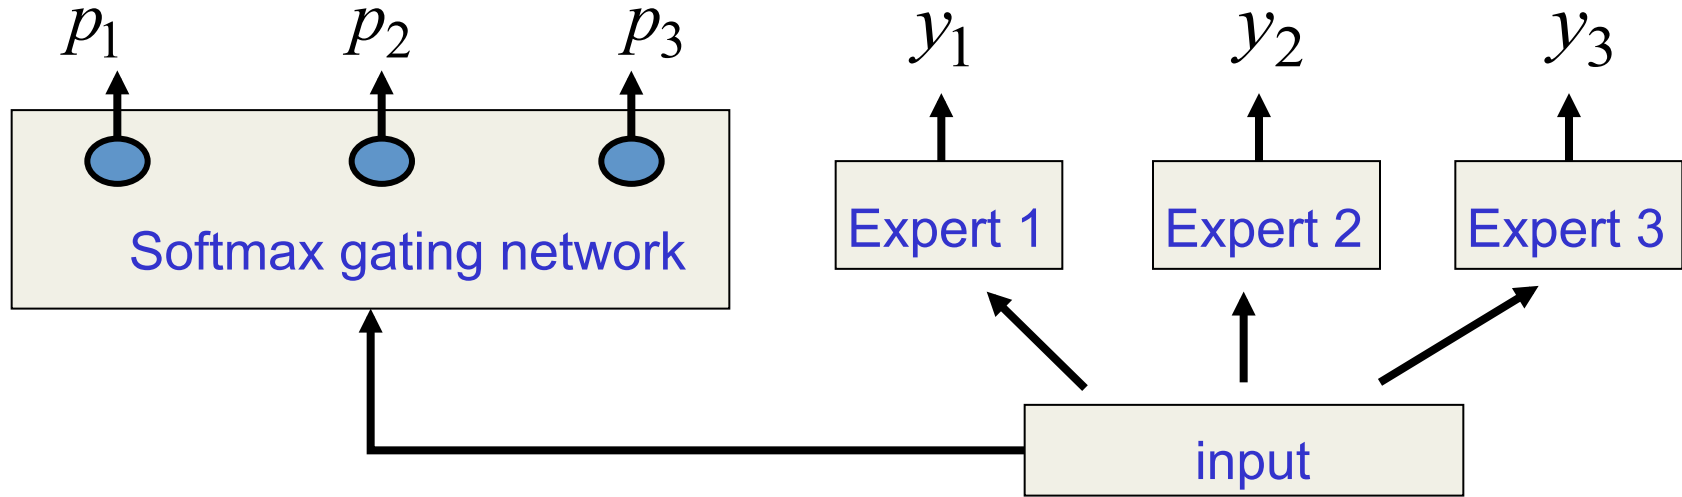 p₁ p₂ p₃ y₁ y₂ y₃
Softmax gating network
Expert 1 Expert 2 Expert 3
input